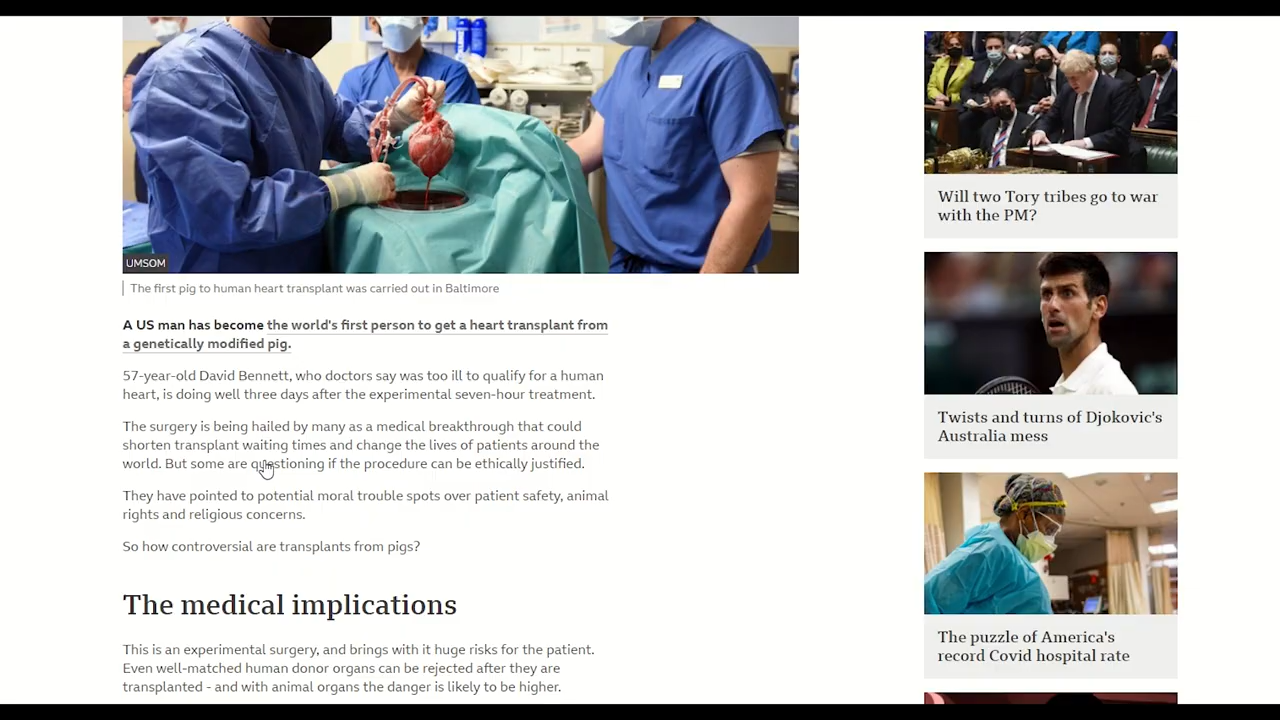 UMSOM
The first pig to human heart transplant was carried out in Baltimore
A US man has become the world's first person to get a heart transplant from
a genetically modified pig.
57-year-old David Bennett, who doctors say was too ill to qualify for a human
heart, is doing well three days after the experimental seven-hour treatment.
The surgery is being hailed by many as a medical breakthrough that could
shorten transplant waiting times and change the lives of patients around the
world. But some are questioning if the procedure can be ethically justified.
They have pointed to potential moral trouble spots over patient safety, animal
rights and religious concerns.
So how controversial are transplants from pigs?
The medical implications
This is an experimental surgery, and brings with it huge risks for the patient.
Even well-matched human donor organs can be rejected after they are
transplanted - and with animal organs the danger is likely to be higher.
Will two Tory tribes go to war
with the PM?
Twists and turns of Djokovic's
Australia mess
The puzzle of America's
record Covid hospital rate